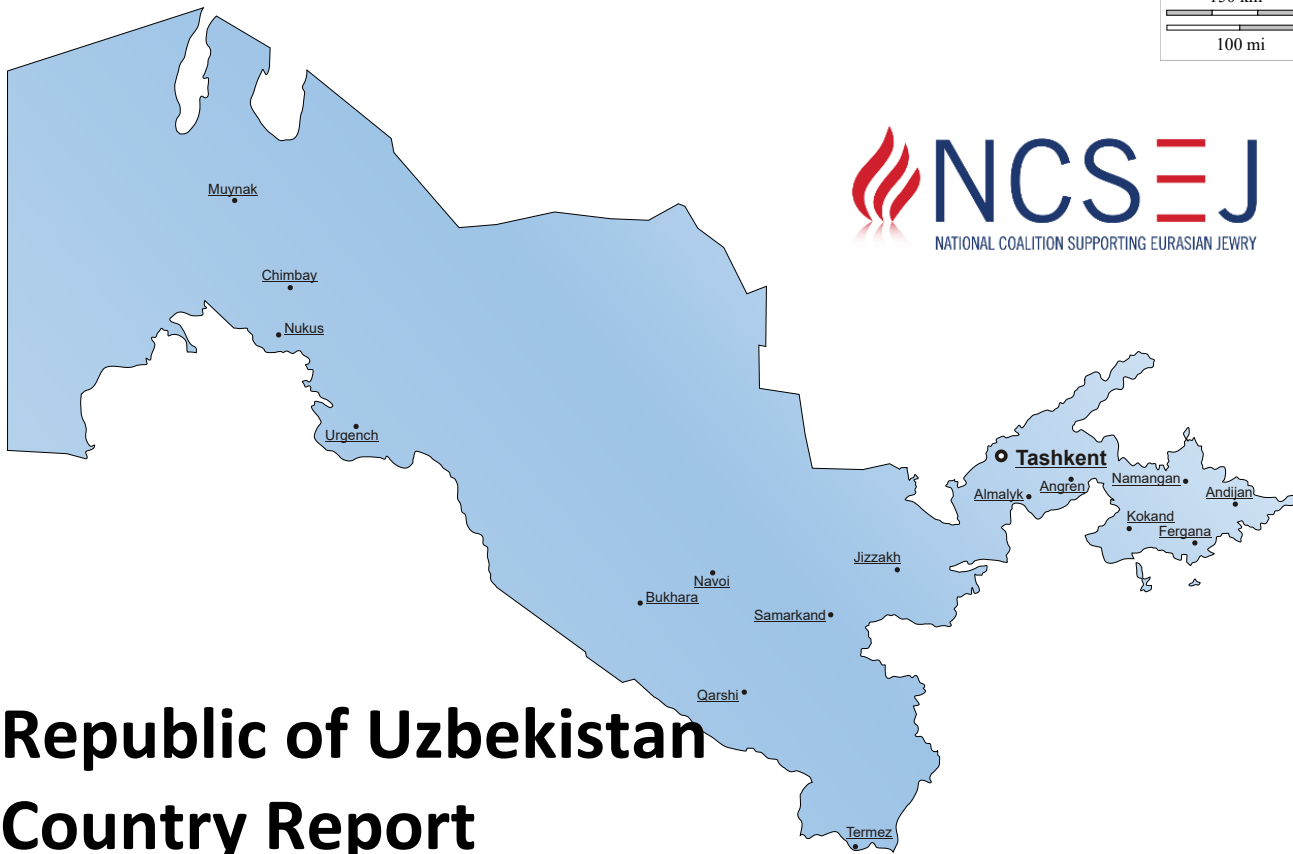 100 mi
NCSEJ
NATIONAL COALITION SUPPORTING EURASIAN JEWRY
Muynak
Chimbay
Nukus
Urgench
Tashkent
Almalyk
Angren
Namangan
Andijan
Kokand
Fergana
Jizzakh
Navoi
Bukhara
Samarkand
Qarshi
Republic of Uzbekistan
Country Report
Termez